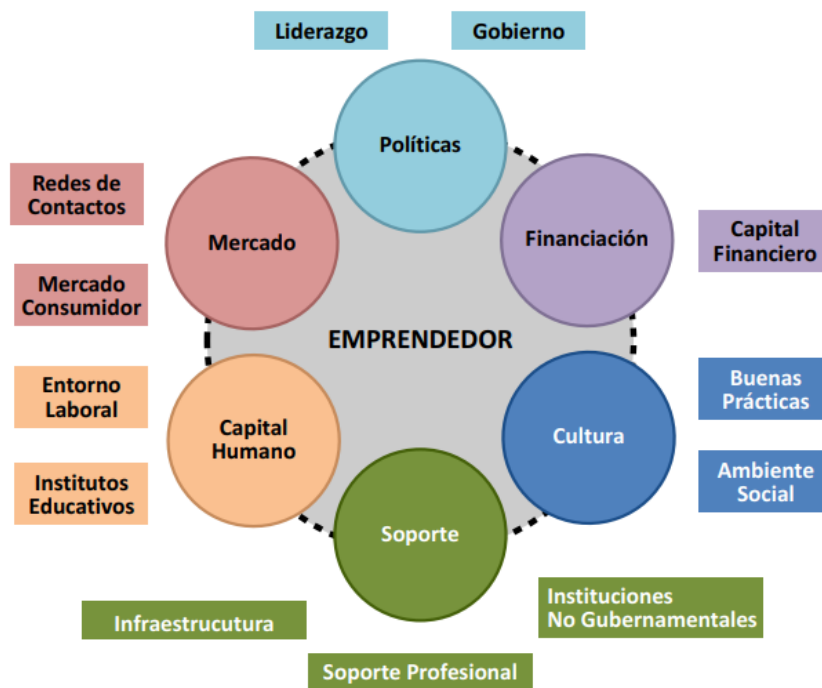 Liderazgo
Gobierno
Políticas
Redes de
Contactos
Mercado
Financiación
Capital
Financiero
Mercado
Consumidor
EMPRENDEDOR
Entorno
Laboral
Buenas
Prácticas
Capital
Humano
Cultura
Institutos
Educativos
Ambiente
Social
Soporte
Instituciones
No Gubernamentales
Infraestrucutura
Soporte Profesional